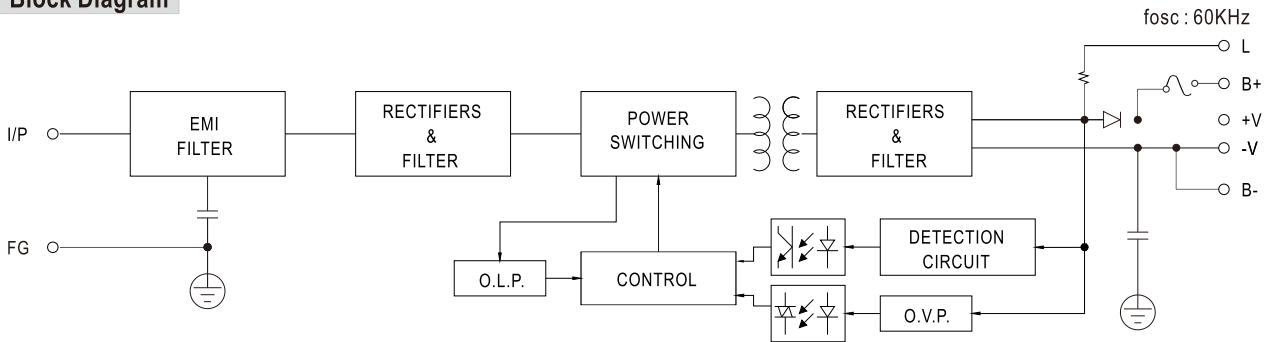 Block Diagram
fosc : 60KHz
L
B+
+V
-V
B-
I/P
EMI
FILTER
RECTIFIERS
&
FILTER
POWER
SWITCHING
RECTIFIERS
&
FILTER
FG
O.L.P.
CONTROL
DETECTION
CIRCUIT
O.V.P.